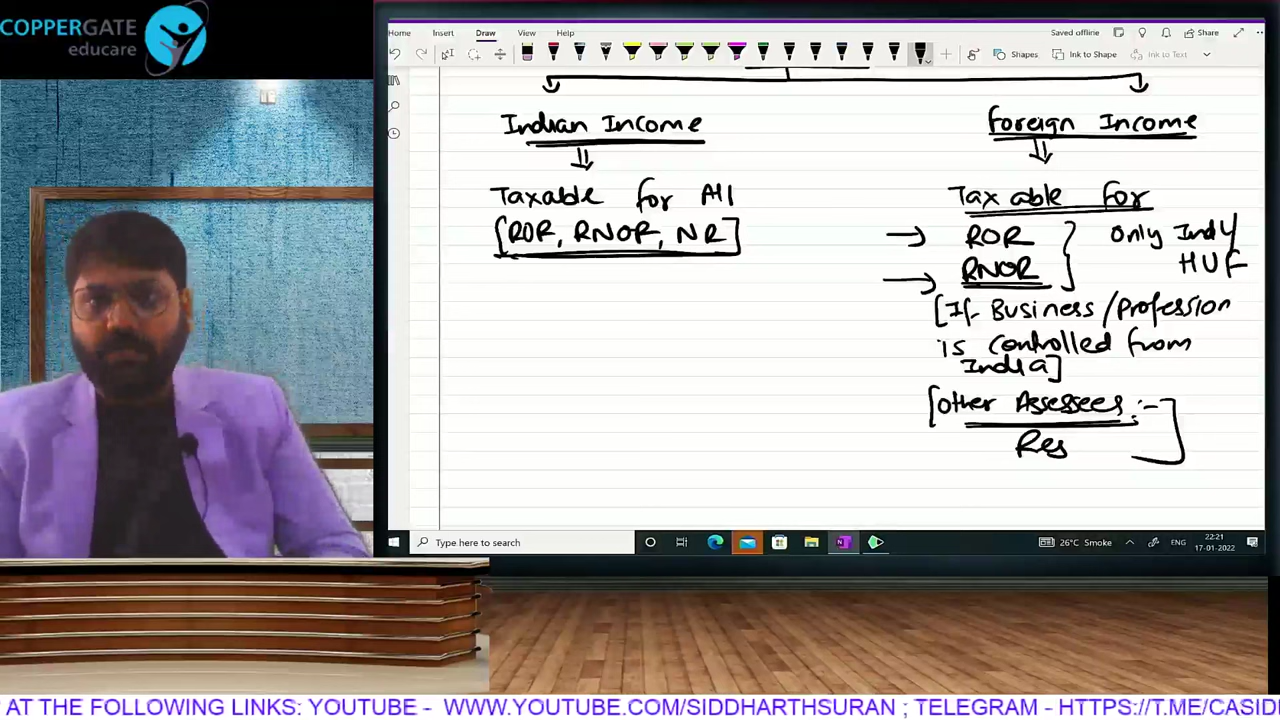 COPPERGATE
educare
Home Insert Draw View Help
Saved offline
Share
Shapes
Ink to Shape
Ink to Text
Indian Income
Taxable for All
[ROR, RNOR, NR]
Foreign Income
Taxable for
ROR
RNOR
only Indv
HUF
[If Business/Profession
is controlled from
India]
[Other Assessees :-
Res
]
Type here to search
26°C Smoke
ENG
22:21
17-01-2022
AT THE FOLLOWING LINKS: YOUTUBE - WWW.YOUTUBE.COM/SIDDHARTHSURAN ; TELEGRAM - HTTPS://T.ME/CASIDD